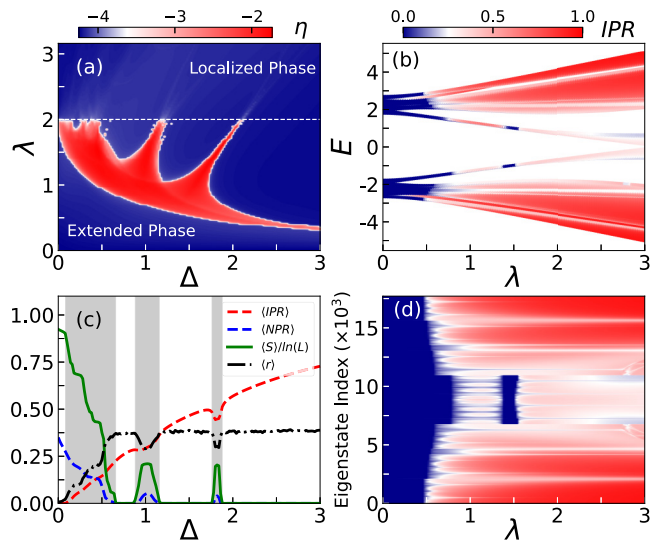 −4 −3 −2 η
0.0 0.5 1.0 IPR
(a) Localized Phase
Extended Phase
λ
3
2
1
0
0 1 2 3
Δ
(b)
E
4
2
0
−2
−4
0 1 2 3
λ
(c)
⟨IPR⟩
⟨NPR⟩
⟨S⟩/ln(L)
⟨r⟩
1.00
0.75
0.50
0.25
0.00
0 1 2 3
Δ
(d)
Eigenstate Index (×10³)
15
10
5
0
0 1 2 3
λ